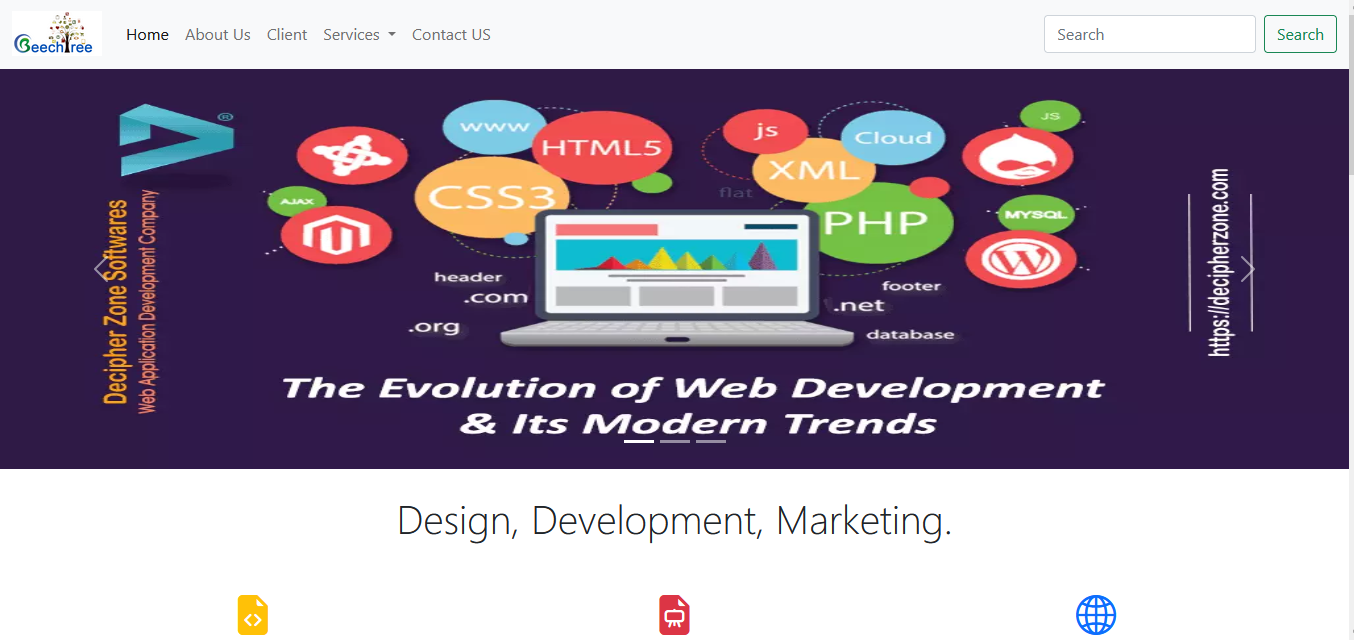 BeechTree
Home
About Us
Client
Services
Contact US
Search
Search
®
Decipher Zone Softwares
Web Application Development Company
www
HTML5
CSS3
AJAX
js
Cloud
JS
XML
flat
PHP
MYSQL
header
.com
.org
footer
.net
database
https://decipherzone.com
The Evolution of Web Development
& Its Modern Trends
Design, Development, Marketing.